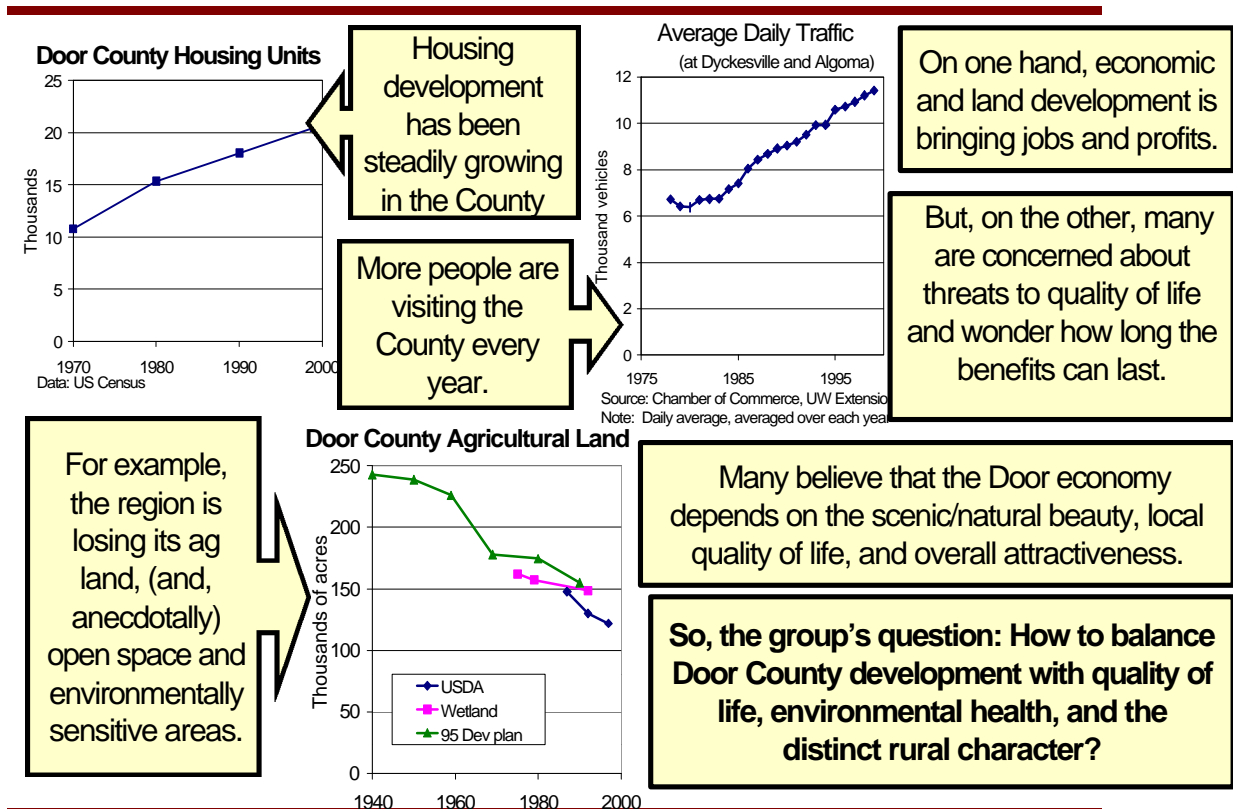 Door County Housing Units
25
20
15
10
5
0
Thousands
1970 1980 1990 2000
Data: US Census
Housing
development
has been
steadily growing
in the County
More people are
visiting the
County every
year.
Average Daily Traffic
(at Dyckesville and Algoma)
12
10
8
6
4
2
0
Thousand vehicles
1975 1985 1995
Source: Chamber of Commerce, UW Extensio
Note: Daily average, averaged over each year
On one hand, economic
and land development is
bringing jobs and profits.
But, on the other, many
are concerned about
threats to quality of life
and wonder how long the
benefits can last.
For example,
the region is
losing its ag
land, (and,
anecdotally)
open space and
environmentally
sensitive areas.
Door County Agricultural Land
250
200
150
100
50
0
Thousands of acres
USDA
Wetland
95 Dev plan
1940 1960 1980 2000
Many believe that the Door economy
depends on the scenic/natural beauty, local
quality of life, and overall attractiveness.
So, the group's question: How to balance
Door County development with quality of
life, environmental health, and the
distinct rural character?